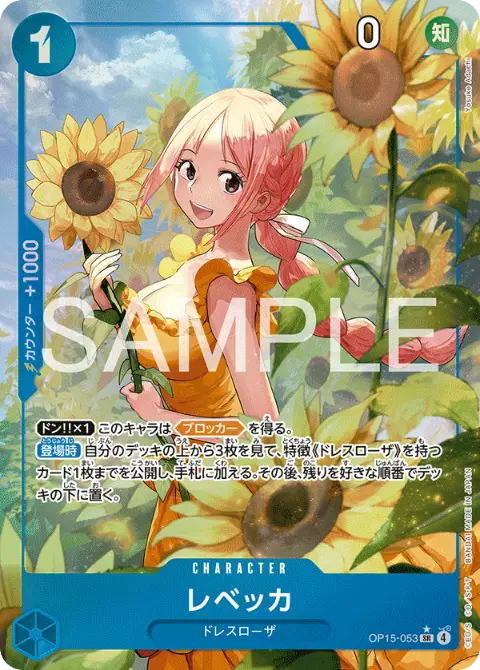 1
0
知
Yosuke Adachi
カウンター +1000
SAMPLE
ドン!!×1 このキャラは ブロッカー を得る。
登場時 自分のデッキの上から3枚を見て、特徴《ドレスローザ》を持つ
カード1枚までを公開し、手札に加える。その後、残りを好きな順番でデッ
キの下に置く。
CHARACTER
レベッカ
ドレスローザ
OP15-053 SR 4
©E.O/S. ©E.O./S・F・T BANDAI MADE IN JAPAN